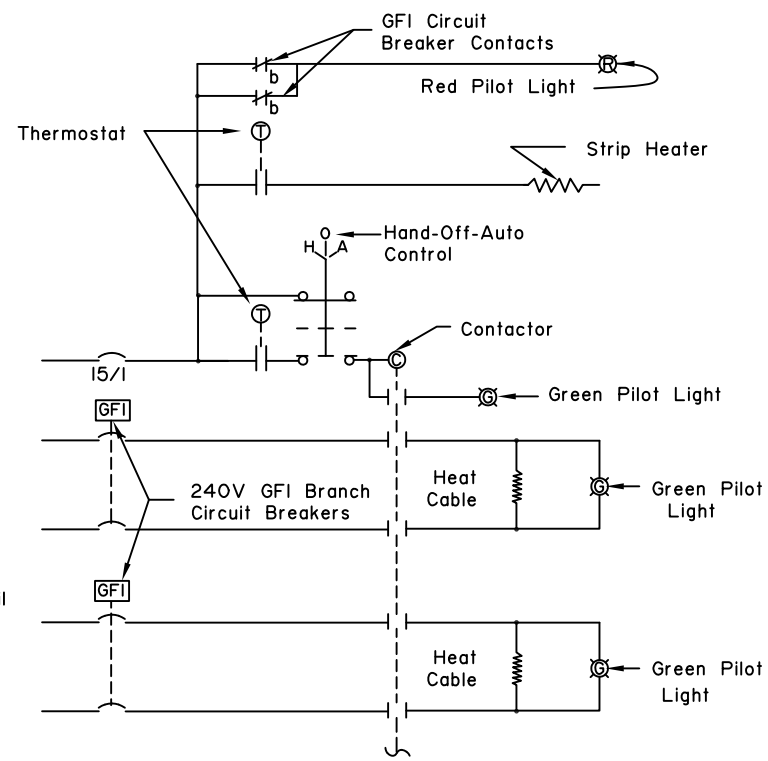 GFI Circuit
Breaker Contacts
R
b
Red Pilot Light
b
Thermostat
T
Strip Heater
O
H A
Hand-Off-Auto
Control
T
Contactor
C
15/1
G
Green Pilot Light
GFI
240V GFI Branch
Circuit Breakers
Heat
Cable
G
Green Pilot
Light
GFI
Heat
Cable
G
Green Pilot
Light